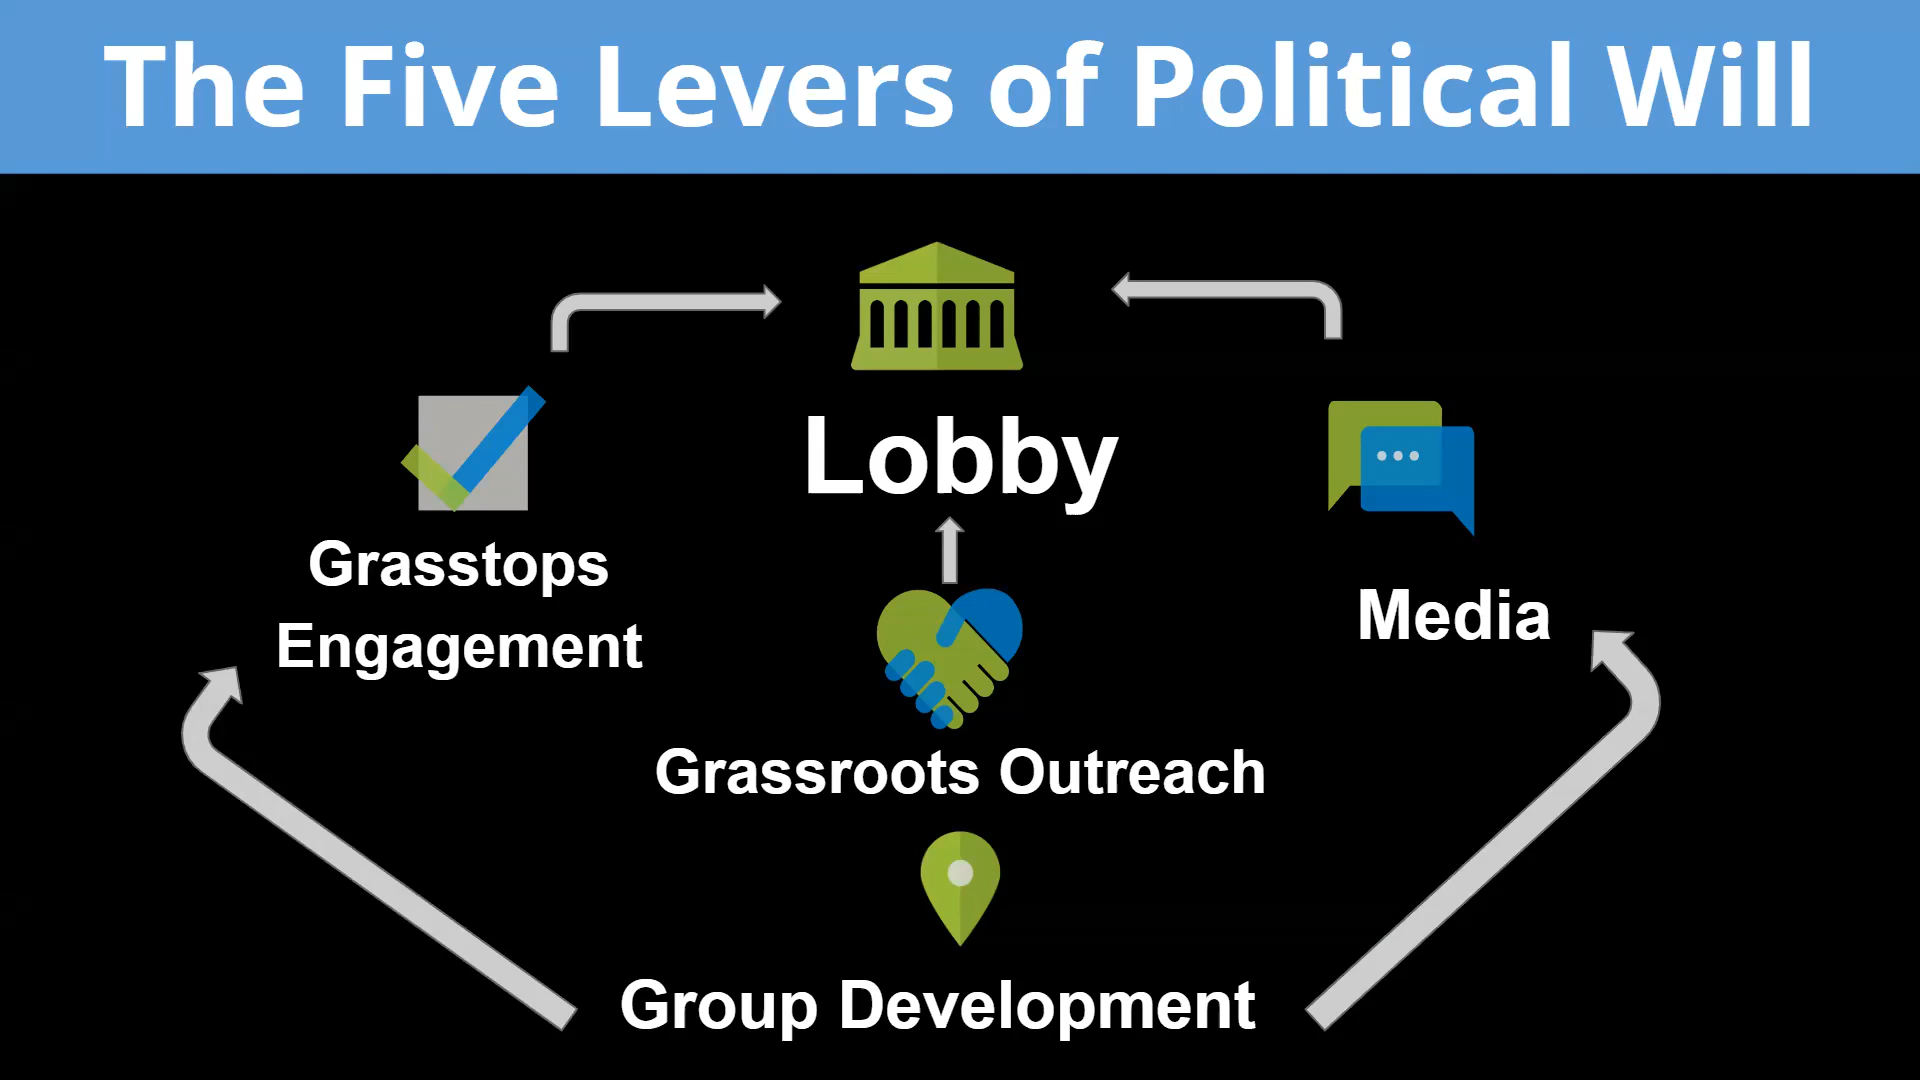 The Five Levers of Political Will
Lobby
Grasstops
Engagement
Media
Grassroots Outreach
Group Development